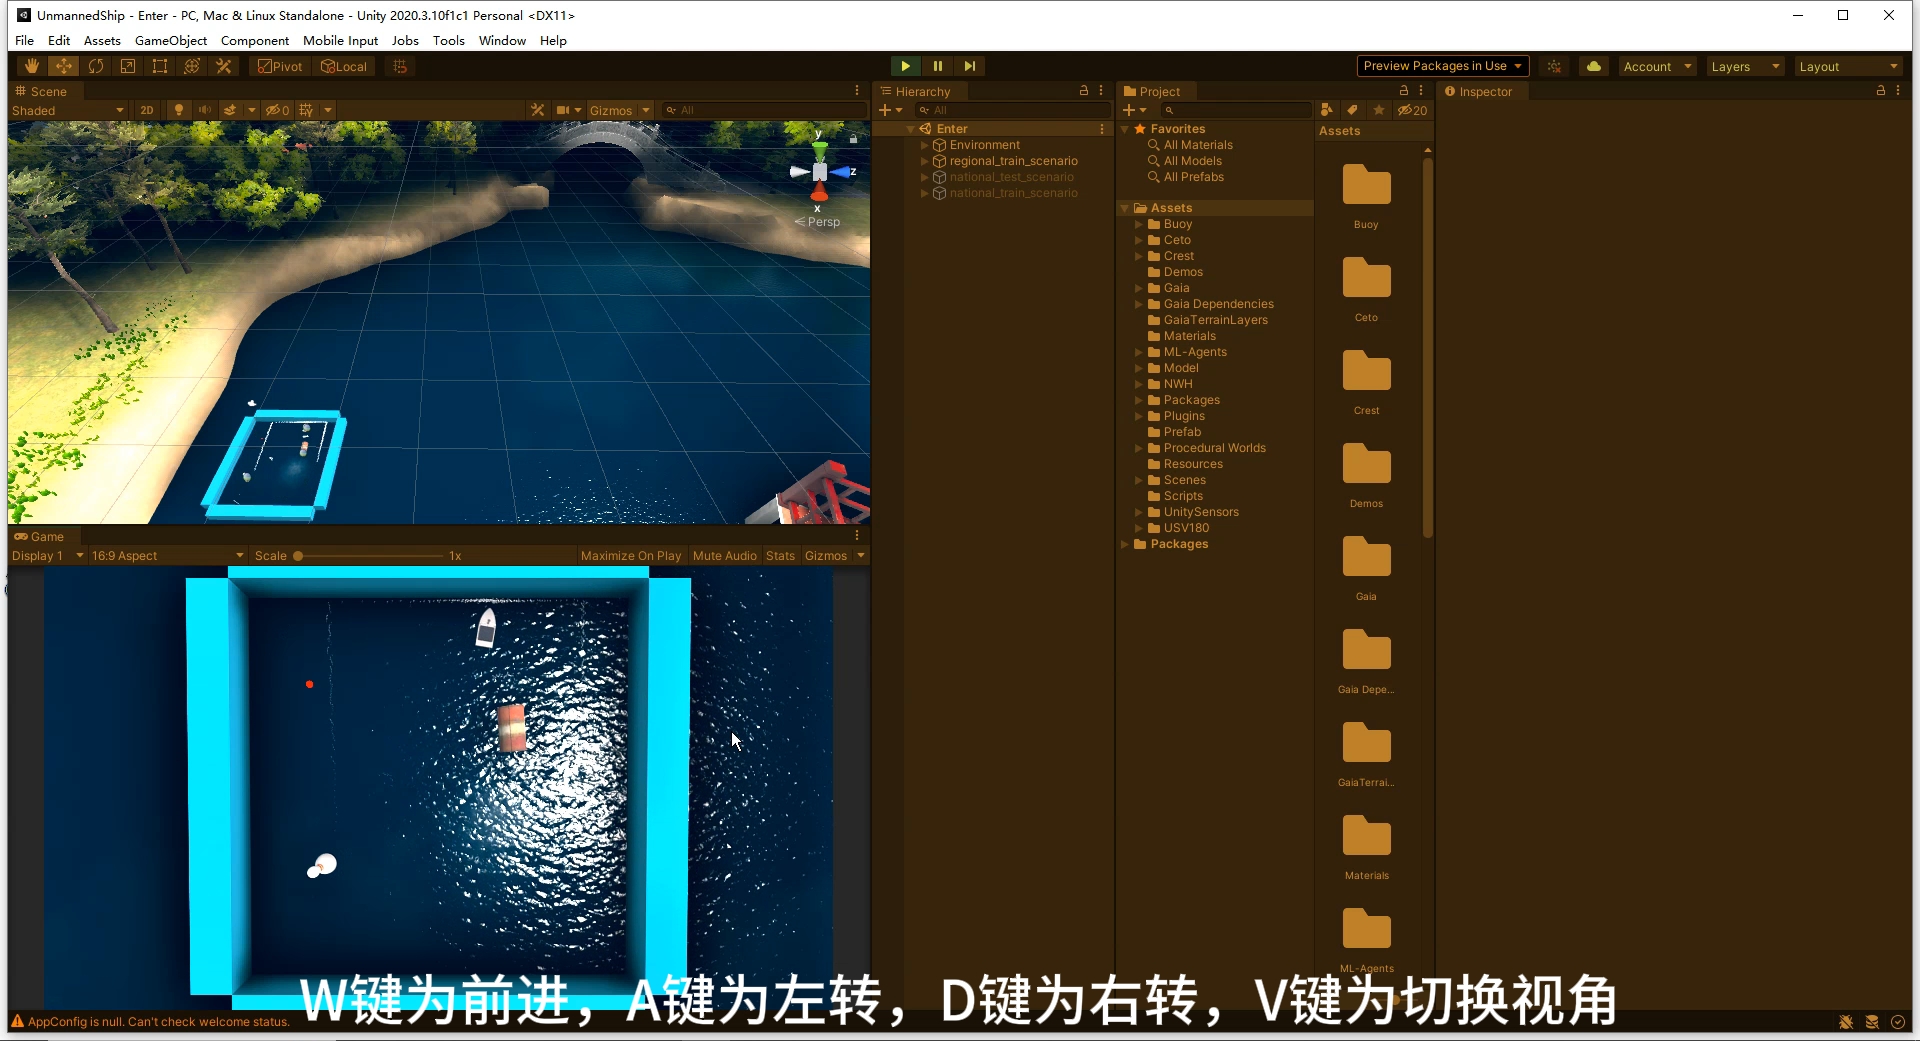 UnmannedShip - Enter - PC, Mac & Linux Standalone - Unity 2020.3.10f1c1 Personal <DX11>
File Edit Assets GameObject Component Mobile Input Jobs Tools Window Help
Pivot Local Preview Packages in Use Account Layers Layout
Scene
Shaded 2D 0 Gizmos All
y
z
x
Persp
Game
Display 1 16:9 Aspect Scale 1x Maximize On Play Mute Audio Stats Gizmos
Hierarchy
All
Enter
Environment
regional_train_scenario
national_test_scenario
national_train_scenario
Project
20
Favorites
All Materials
All Models
All Prefabs
Assets
Buoy
Ceto
Crest
Demos
Gaia
Gaia Dependencies
GaiaTerrainLayers
Materials
ML-Agents
Model
NWH
Packages
Plugins
Prefab
Procedural Worlds
Resources
Scenes
Scripts
UnitySensors
USV180
Packages
Assets
Buoy
Ceto
Crest
Demos
Gaia
Gaia Depe...
GaiaTerrai...
Materials
ML-Agents
Inspector
W键为前进，A键为左转，D键为右转，V键为切换视角
AppConfig is null. Can't check welcome status.